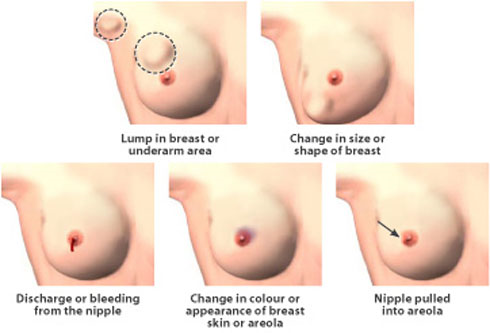 Lump in breast or
underarm area
Change in size or
shape of breast
Discharge or bleeding
from the nipple
Change in colour or
appearance of breast
skin or areola
Nipple pulled
into areola